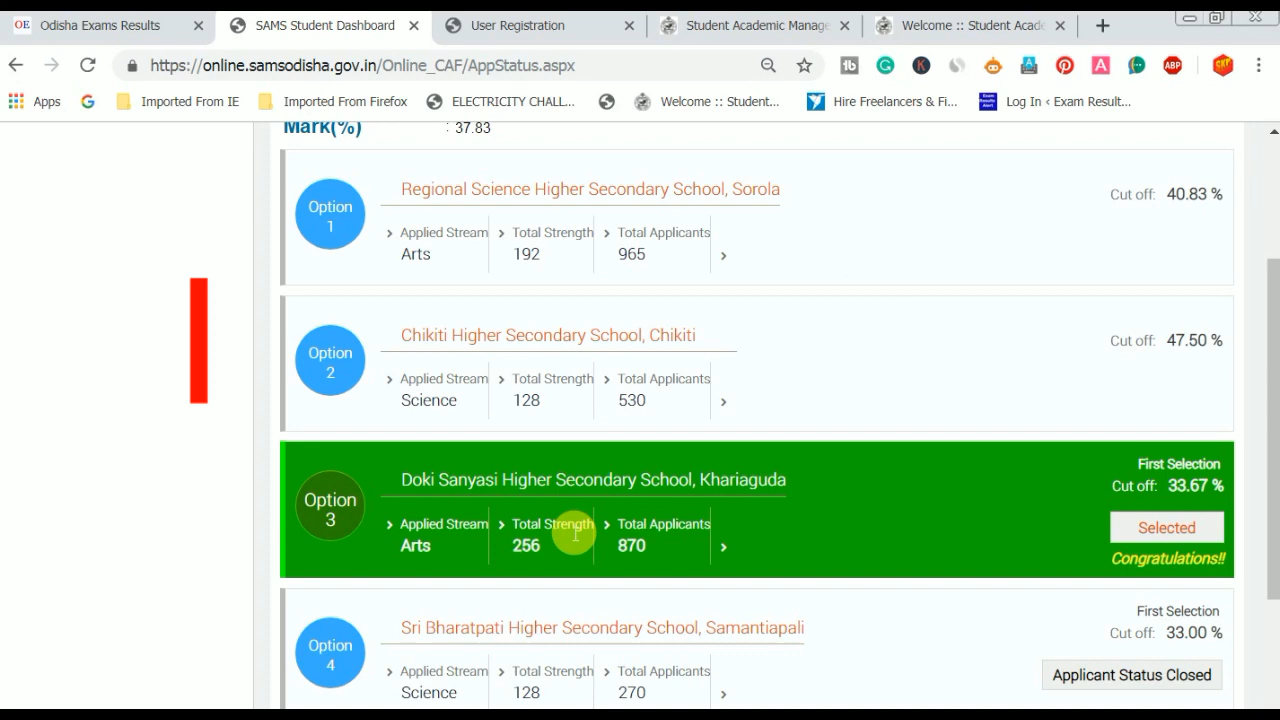 OE Odisha Exams Results
SAMS Student Dashboard
User Registration
Student Academic Manage
Welcome :: Student Acade
https://online.samsodisha.gov.in/Online_CAF/AppStatus.aspx
Apps
Imported From IE
Imported From Firefox
ELECTRICITY CHALL...
Welcome :: Student...
Hire Freelancers & Fi...
Log In ‹ Exam Result...
Mark(%) : 37.83
Option 1
Regional Science Higher Secondary School, Sorola
Cut off: 40.83 %
Applied Stream Total Strength Total Applicants
Arts 192 965
Option 2
Chikiti Higher Secondary School, Chikiti
Cut off: 47.50 %
Applied Stream Total Strength Total Applicants
Science 128 530
Option 3
Doki Sanyasi Higher Secondary School, Khariaguda
First Selection
Cut off: 33.67 %
Applied Stream Total Strength Total Applicants
Arts 256 870
Selected
Congratulations!!
Option 4
Sri Bharatpati Higher Secondary School, Samantiapali
First Selection
Cut off: 33.00 %
Applied Stream Total Strength Total Applicants
Science 128 270
Applicant Status Closed